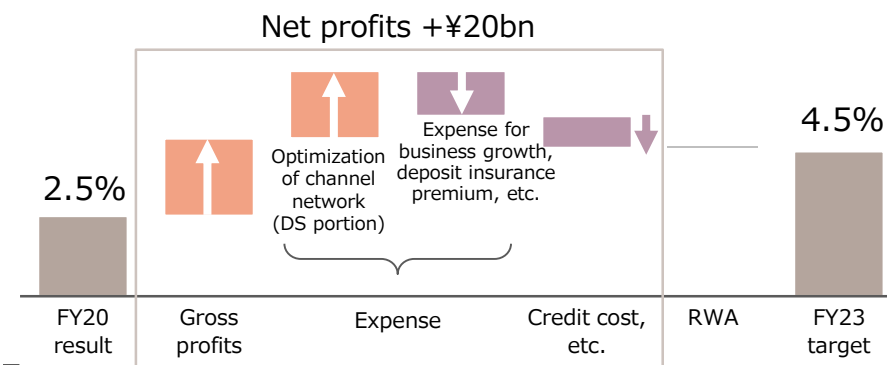 Net profits +¥20bn
2.5%
Optimization
of channel
network
(DS portion)
Expense for
business growth,
deposit insurance
premium, etc.
4.5%
FY20
result
Gross
profits
Expense
Credit cost,
etc.
RWA
FY23
target